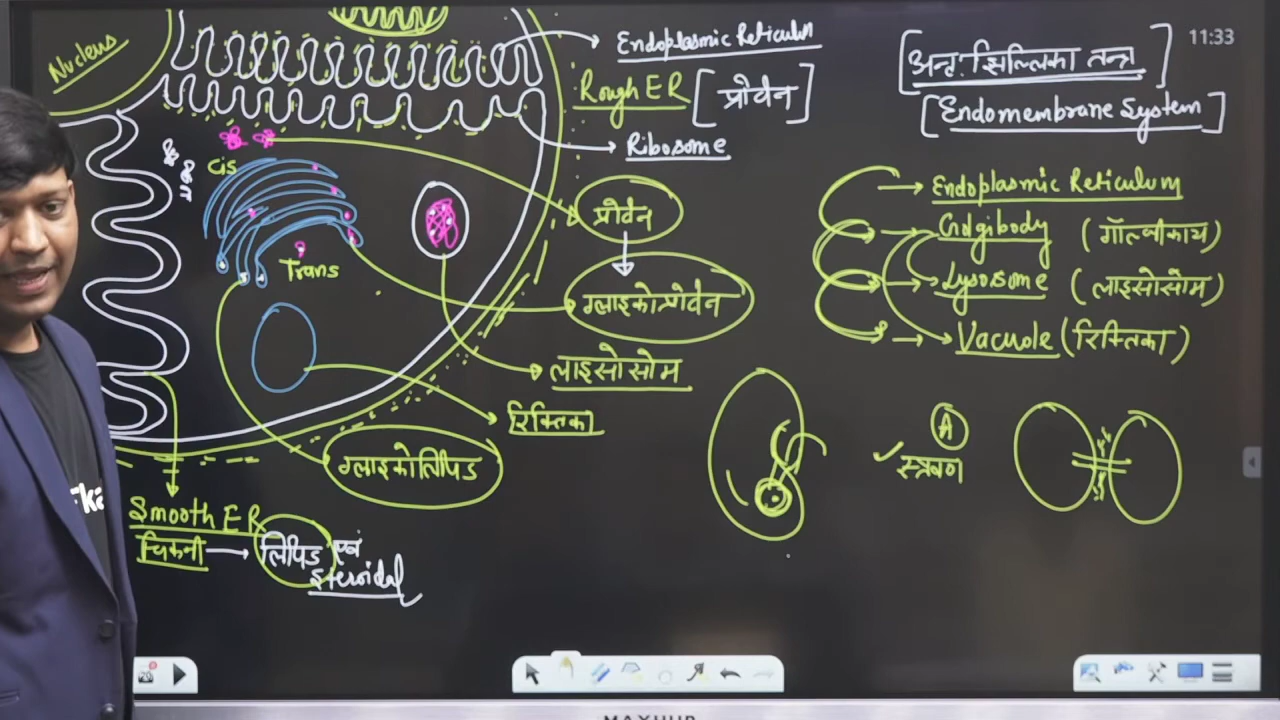 Nucleus
Endoplasmic Reticulum
Rough ER [प्रोटीन]
Ribosome
Cis
Trans
प्रोटीन
ग्लाइकोप्रोटीन
लाइसोसोम
रिक्तिका
ग्लाइकोलिपिड
Smooth ER
चिकनी → लिपिड एवं
Steroidal
11:33
[अन्तः झिल्लिका तन्त्र]
[Endomembrane System]
→ Endoplasmic Reticulum
→ Golgibody (गॉल्जीकाय)
→ Lysosome (लाइसोसोम)
→ Vacuole (रिक्तिका)
A
✓ स्त्रवण